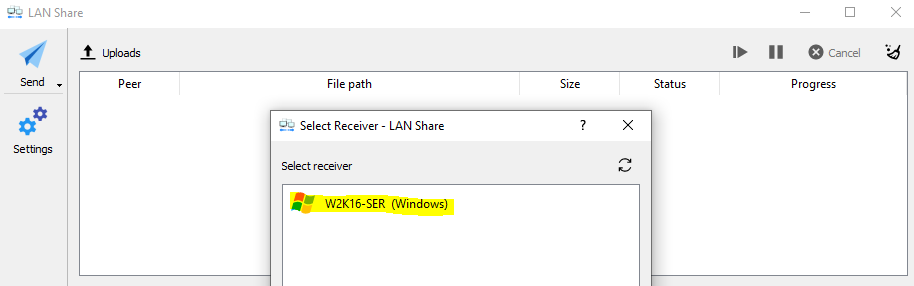 LAN Share
Send
Settings
Uploads
Cancel
Peer File path Size Status Progress
Select Receiver - LAN Share ?
Select receiver
W2K16-SER (Windows)